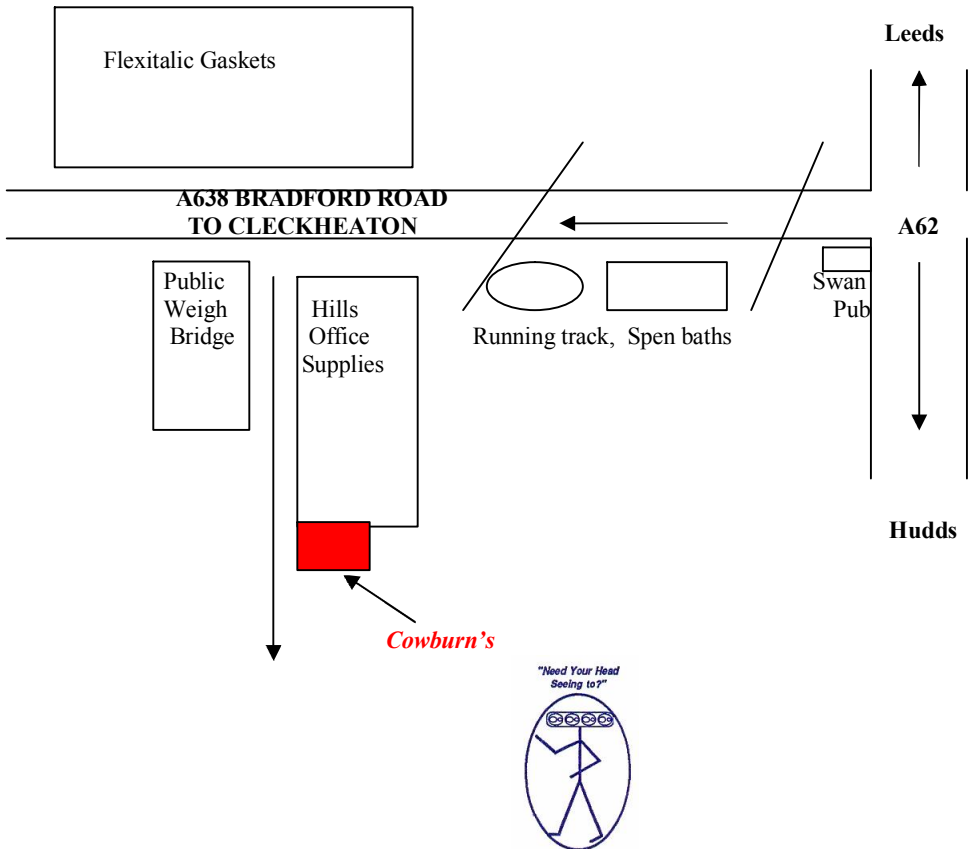 Leeds
Flexitalic Gaskets
A638 BRADFORD ROAD
TO CLECKHEATON
A62
Public
Weigh
Bridge
Hills
Office
Supplies
Running track, Spen baths
Swan
Pub
Hudds
Cowburn's
"Need Your Head
Seeing to?"